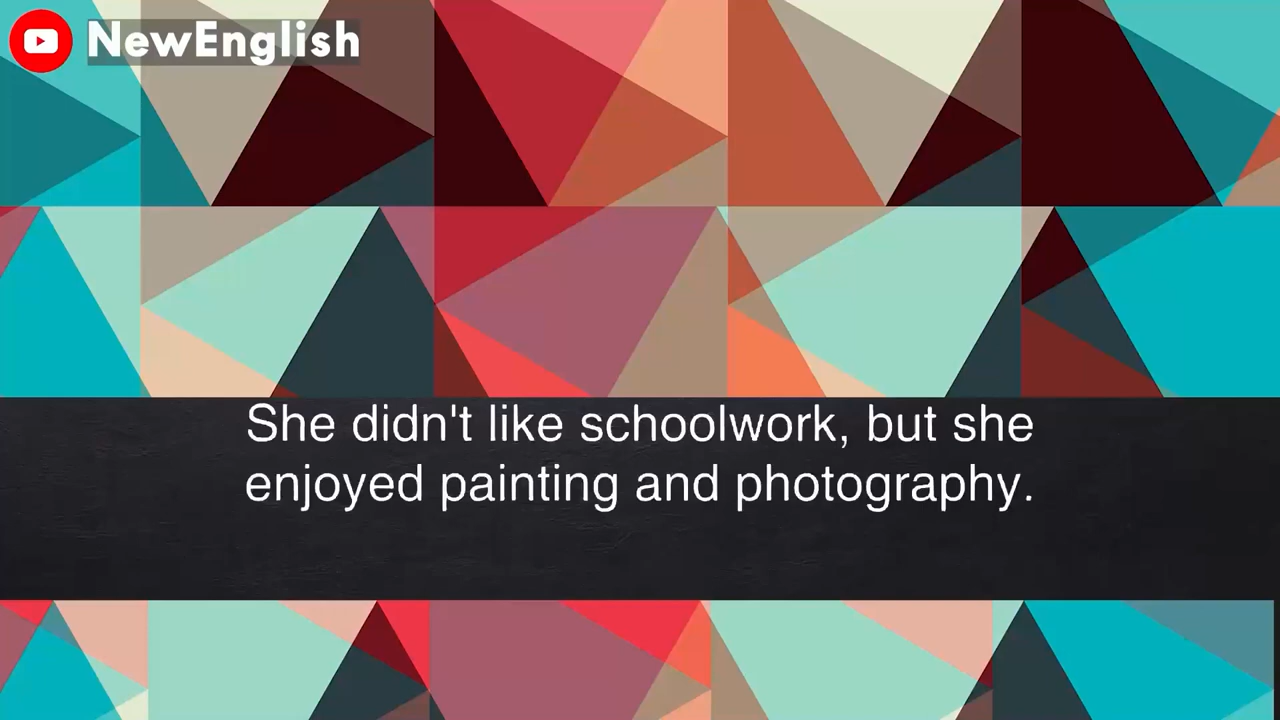 NewEnglish
She didn't like schoolwork, but she
enjoyed painting and photography.